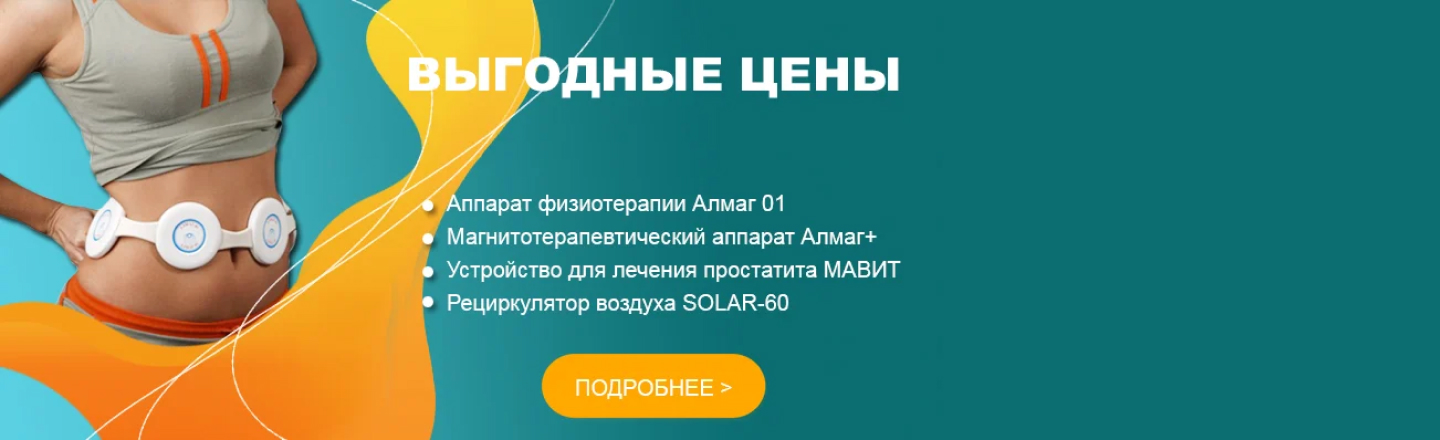 ВЫГОДНЫЕ ЦЕНЫ
Аппарат физиотерапии Алмаг 01
Магнитотерапевтический аппарат Алмаг+
Устройство для лечения простатита МАВИТ
Рециркулятор воздуха SOLAR-60
ПОДРОБНЕЕ >